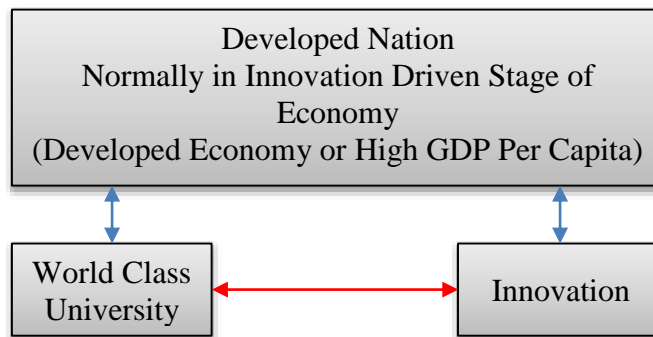 Developed Nation
Normally in Innovation Driven Stage of
Economy
(Developed Economy or High GDP Per Capita)
World Class
University
Innovation